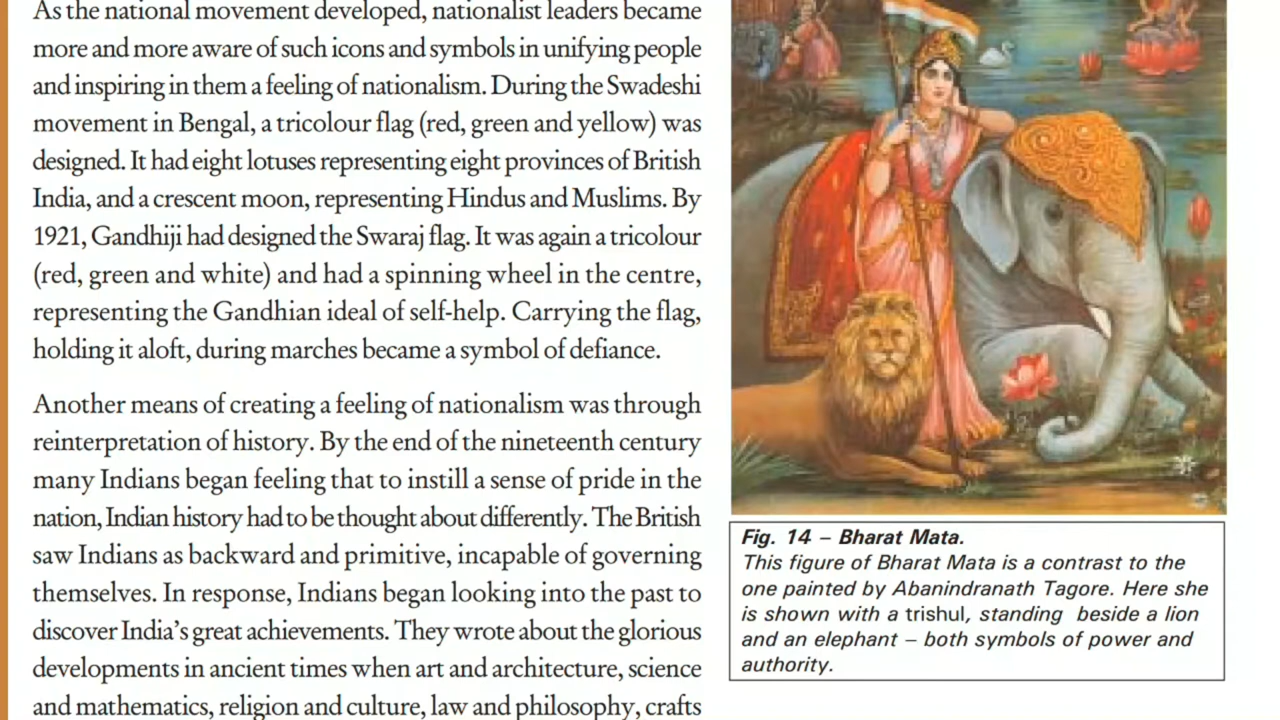 As the national movement developed, nationalist leaders became
more and more aware of such icons and symbols in unifying people
and inspiring in them a feeling of nationalism. During the Swadeshi
movement in Bengal, a tricolour flag (red, green and yellow) was
designed. It had eight lotuses representing eight provinces of British
India, and a crescent moon, representing Hindus and Muslims. By
1921, Gandhiji had designed the Swaraj flag. It was again a tricolour
(red, green and white) and had a spinning wheel in the centre,
representing the Gandhian ideal of self-help. Carrying the flag,
holding it aloft, during marches became a symbol of defiance.
Another means of creating a feeling of nationalism was through
reinterpretation of history. By the end of the nineteenth century
many Indians began feeling that to instill a sense of pride in the
nation, Indian history had to be thought about differently. The British
saw Indians as backward and primitive, incapable of governing
themselves. In response, Indians began looking into the past to
discover India's great achievements. They wrote about the glorious
developments in ancient times when art and architecture, science
and mathematics, religion and culture, law and philosophy, crafts
Fig. 14 – Bharat Mata.
This figure of Bharat Mata is a contrast to the
one painted by Abanindranath Tagore. Here she
is shown with a trishul, standing beside a lion
and an elephant – both symbols of power and
authority.